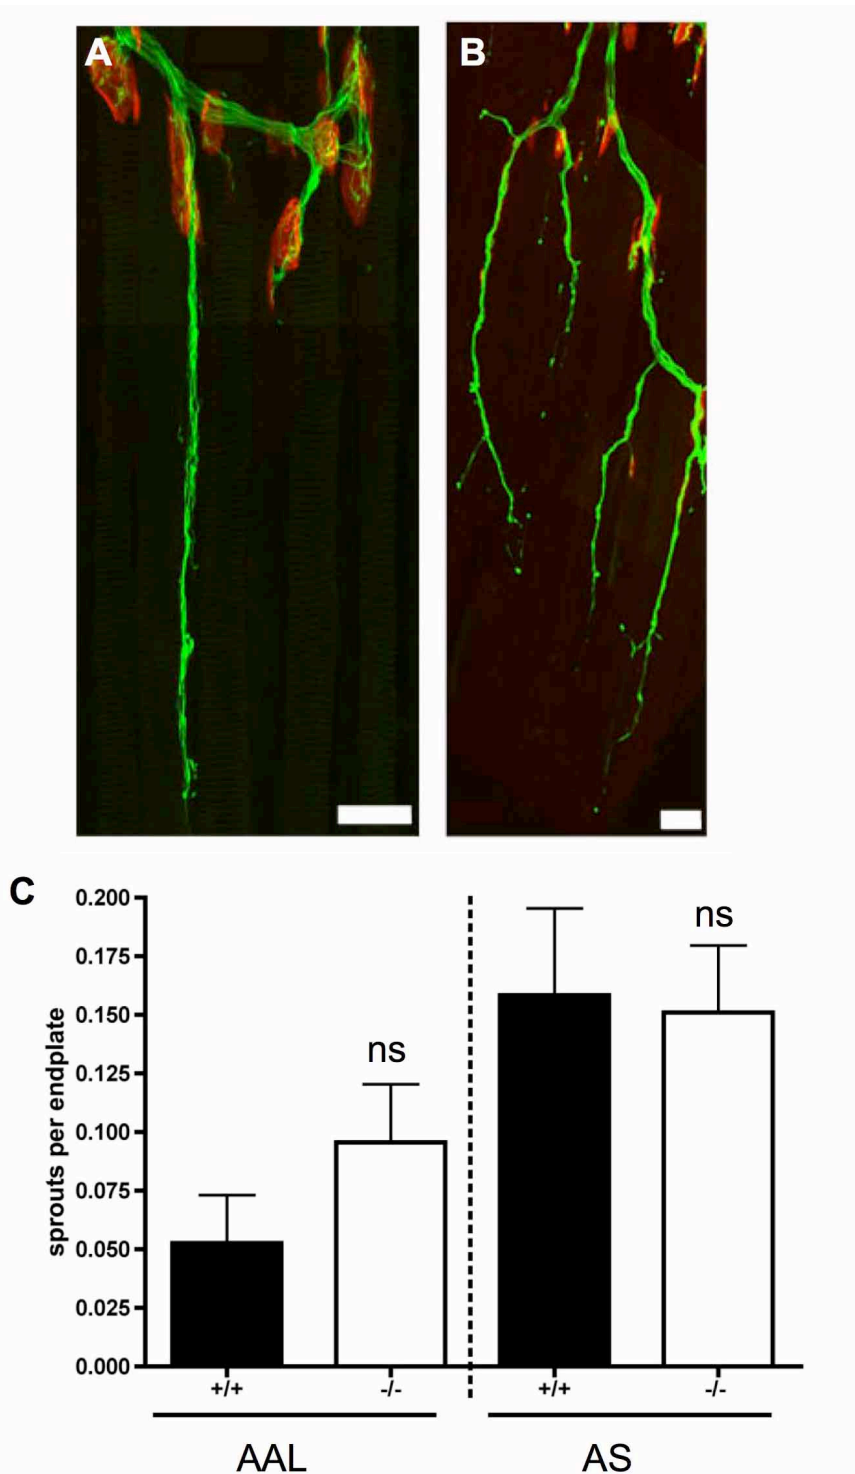 A B
C
0.200
0.175
0.150
0.125
0.100
0.075
0.050
0.025
0.000
sprouts per endplate
ns
ns
+/+ -/- +/+ -/-
AAL AS